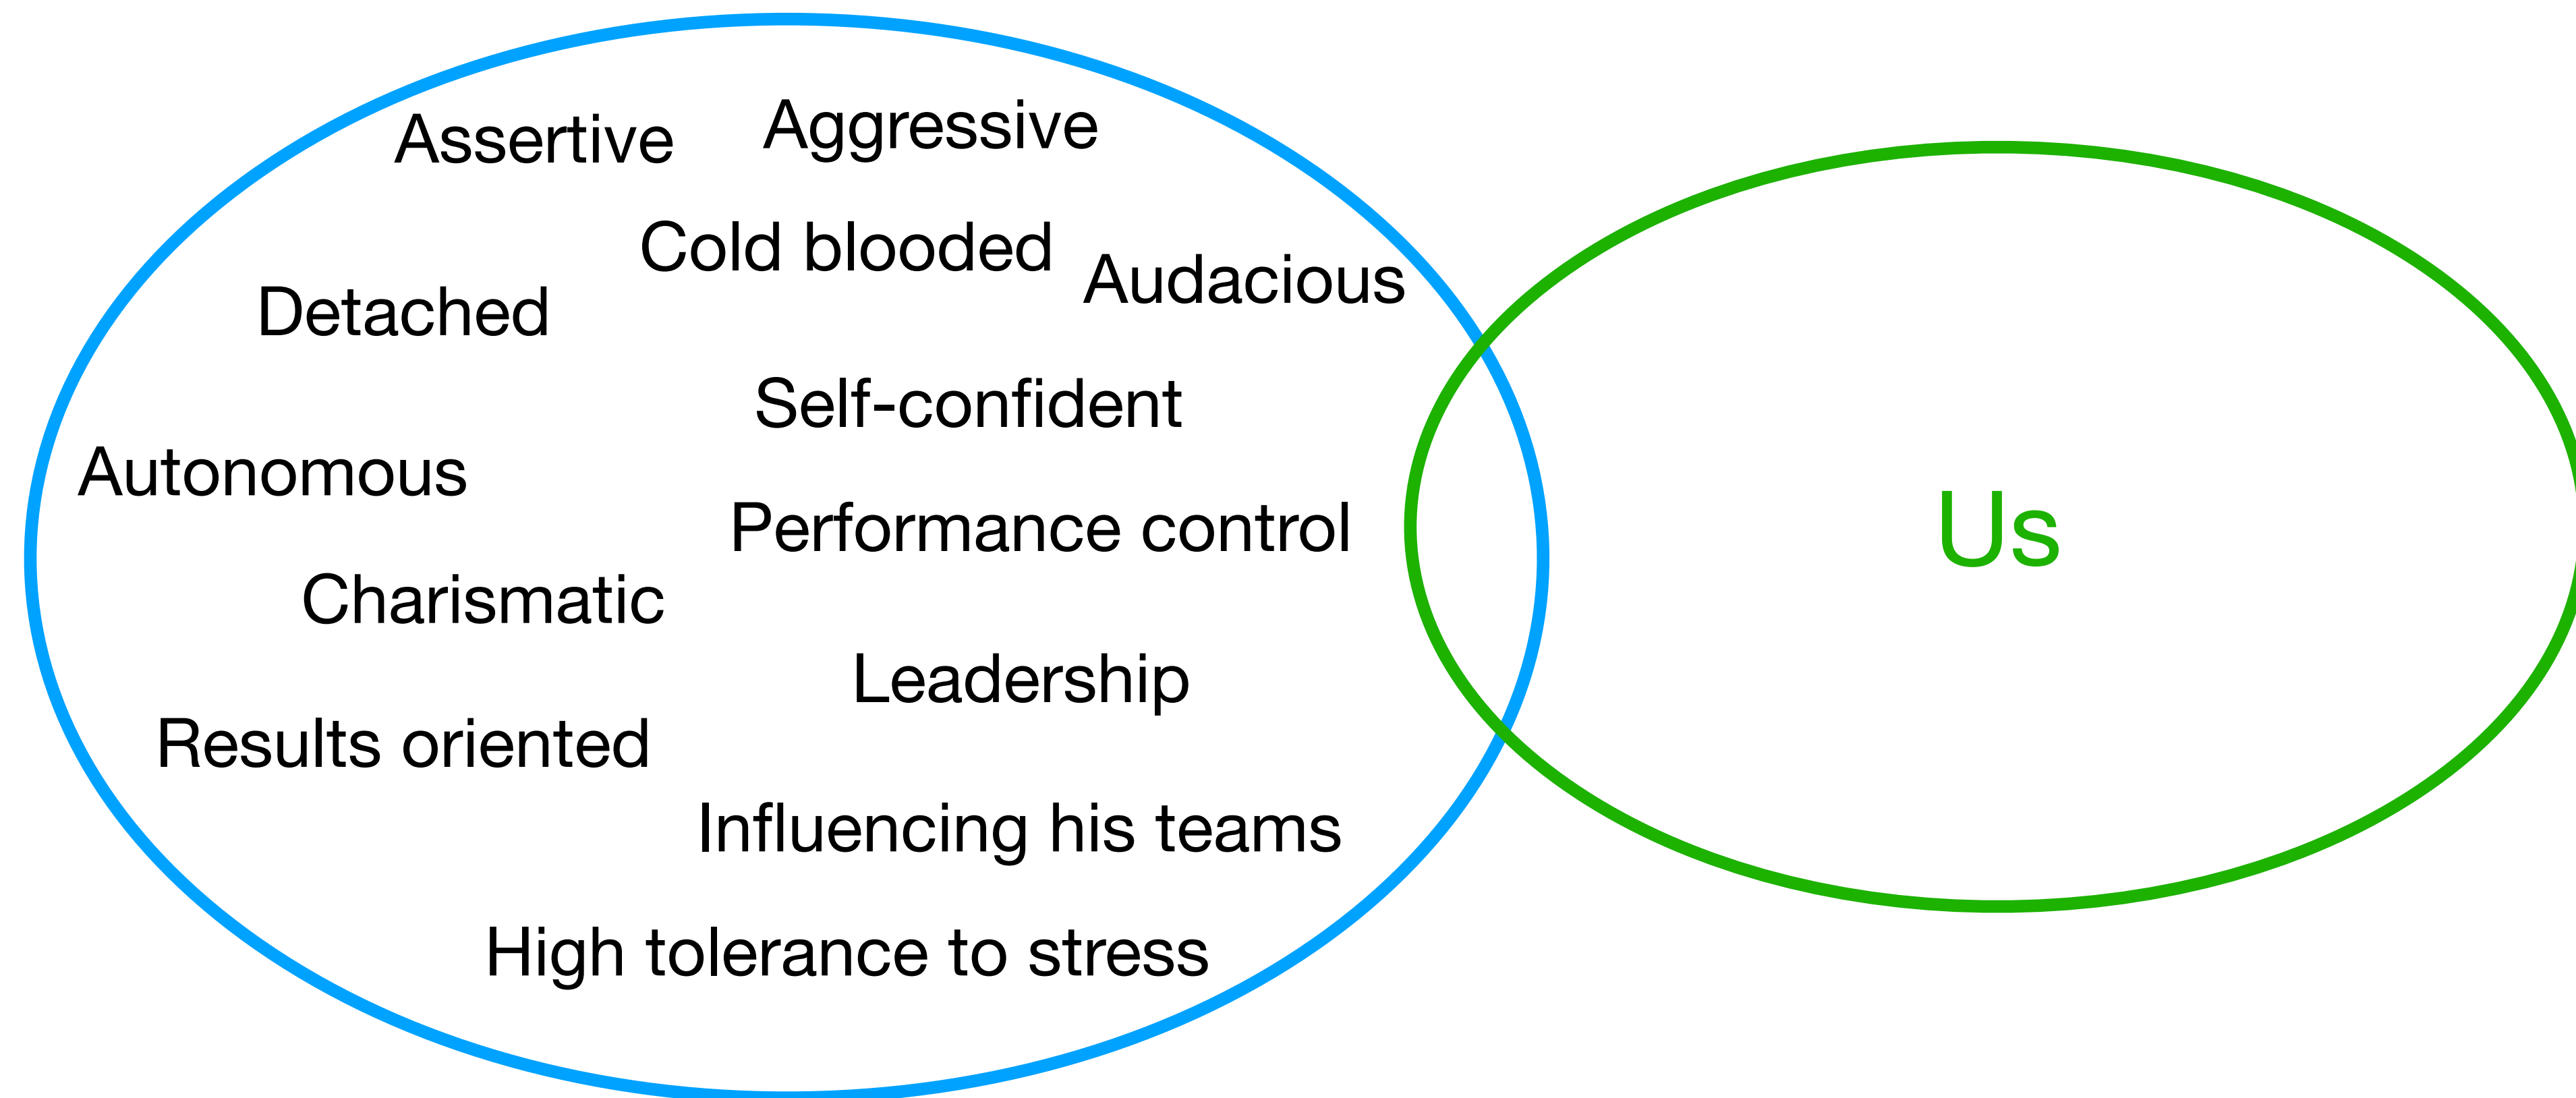 Assertive
Aggressive
Cold blooded
Audacious
Detached
Self-confident
Autonomous
Performance control
Charismatic
Leadership
Results oriented
Influencing his teams
High tolerance to stress
Us